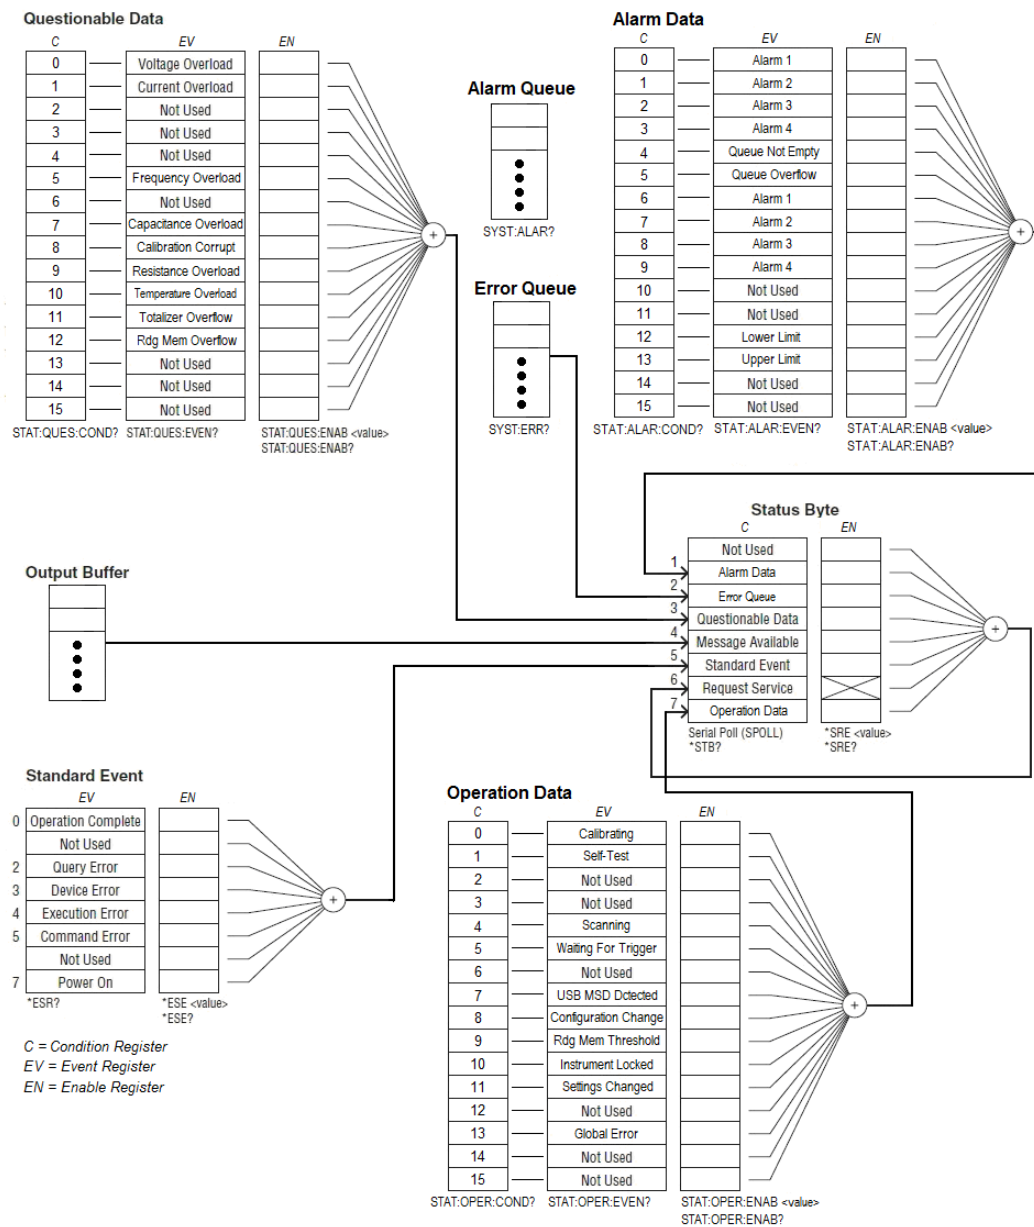 Questionable Data
C EV EN
0 Voltage Overload
1 Current Overload
2 Not Used
3 Not Used
4 Not Used
5 Frequency Overload
6 Not Used
7 Capacitance Overload
8 Calibration Corrupt
9 Resistance Overload
10 Temperature Overload
11 Totalizer Overflow
12 Rdg Mem Overflow
13 Not Used
14 Not Used
15 Not Used
+
STAT:QUES:COND? STAT:QUES:EVEN? STAT:QUES:ENAB <value>
STAT:QUES:ENAB?
Alarm Queue
SYST:ALAR?
Error Queue
SYST:ERR?
Alarm Data
C EV EN
0 Alarm 1
1 Alarm 2
2 Alarm 3
3 Alarm 4
4 Queue Not Empty
5 Queue Overflow
6 Alarm 1
7 Alarm 2
8 Alarm 3
9 Alarm 4
10 Not Used
11 Not Used
12 Lower Limit
13 Upper Limit
14 Not Used
15 Not Used
+
STAT:ALAR:COND? STAT:ALAR:EVEN? STAT:ALAR:ENAB <value>
STAT:ALAR:ENAB?
Output Buffer
Status Byte
C EN
Not Used
1 Alarm Data
2 Error Queue
3 Questionable Data
4 Message Available
5 Standard Event
6 Request Service
7 Operation Data
+
Serial Poll (SPOLL) *SRE <value>
*STB? *SRE?
Standard Event
EV EN
0 Operation Complete
Not Used
2 Query Error
3 Device Error
4 Execution Error
5 Command Error
Not Used
7 Power On
+
*ESR? *ESE <value>
*ESE?
C = Condition Register
EV = Event Register
EN = Enable Register
Operation Data
C EV EN
0 Calibrating
1 Self-Test
2 Not Used
3 Not Used
4 Scanning
5 Waiting For Trigger
6 Not Used
7 USB MSD Dctected
8 Configuration Change
9 Rdg Mem Threshold
10 Instrument Locked
11 Settings Changed
12 Not Used
13 Global Error
14 Not Used
15 Not Used
+
STAT:OPER:COND? STAT:OPER:EVEN? STAT:OPER:ENAB <value>
STAT:OPER:ENAB?